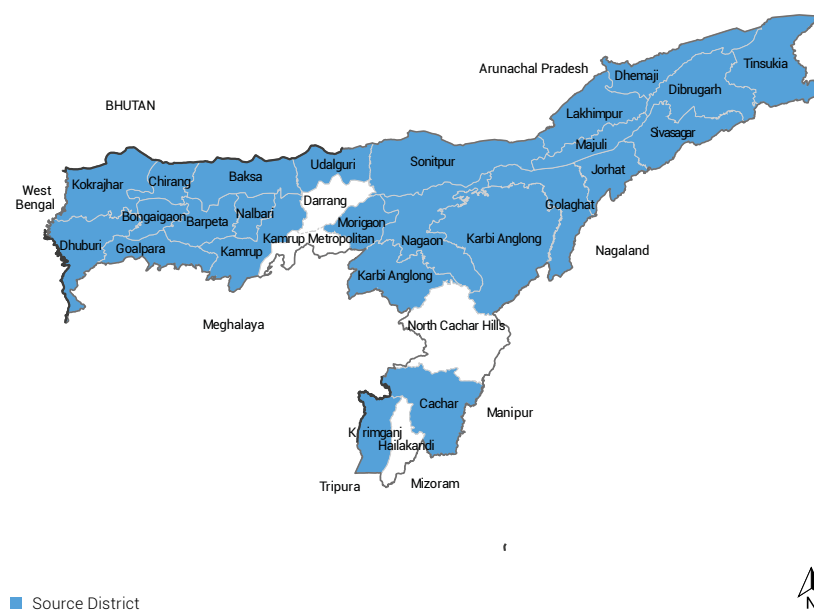 Tinsukia
Arunachal Pradesh
Dhemaji
Dibrugarh
BHUTAN
Lakhimpur
Sivasagar
Majuli
Udalguri
Sonitpur
Jorhat
Baksa
Chirang
Kokrajhar
West
Bengal
Darrang
Golaghat
Nalbari
Bongaigaon
Barpeta
Morigaon
Kamrup Metropolitan
Nagaon
Karbi Anglong
Dhuburi
Goalpara
Kamrup
Nagaland
Karbi Anglong
Meghalaya
North Cachar Hills
Cachar
Manipur
Karimganj
Hailakandi
Tripura
Mizoram
Source District
N